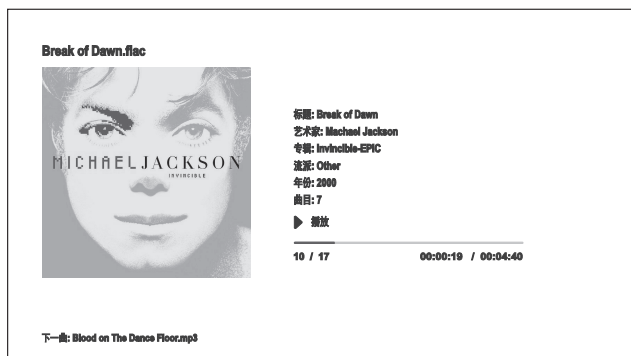 Break of Dawn.flac
MICHAEL JACKSON
INVINCIBLE
标题: Break of Dawn
艺术家: Machael Jackson
专辑: Invincible-EPIC
流派: Other
年份: 2000
曲目: 7
播放
10 / 17 00:00:19 / 00:04:40
下一曲: Blood on The Dance Floor.mp3